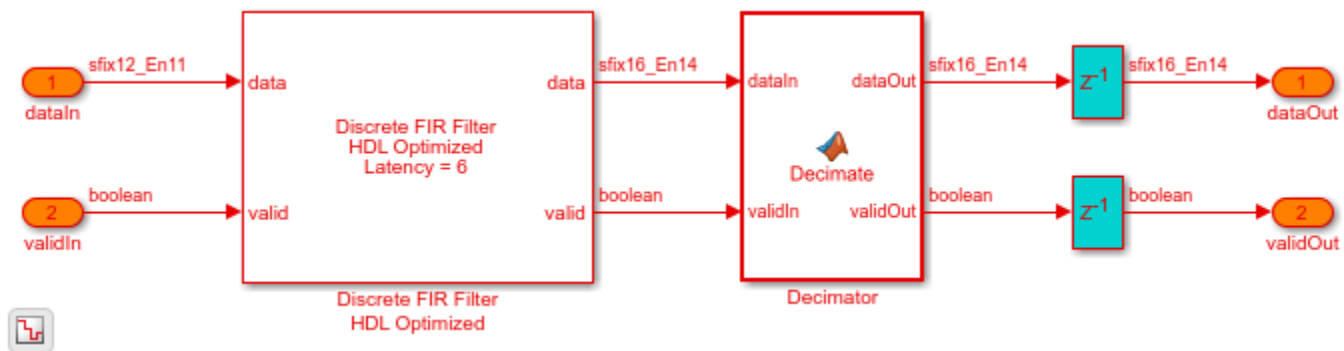 sfix12_En11
1
dataIn
boolean
2
validIn
data
valid
Discrete FIR Filter
HDL Optimized
Latency = 6
data
valid
Discrete FIR Filter
HDL Optimized
sfix16_En14
boolean
dataIn
validIn
Decimate
dataOut
validOut
Decimator
sfix16_En14
boolean
Z⁻¹
Z⁻¹
sfix16_En14
boolean
1
dataOut
2
validOut